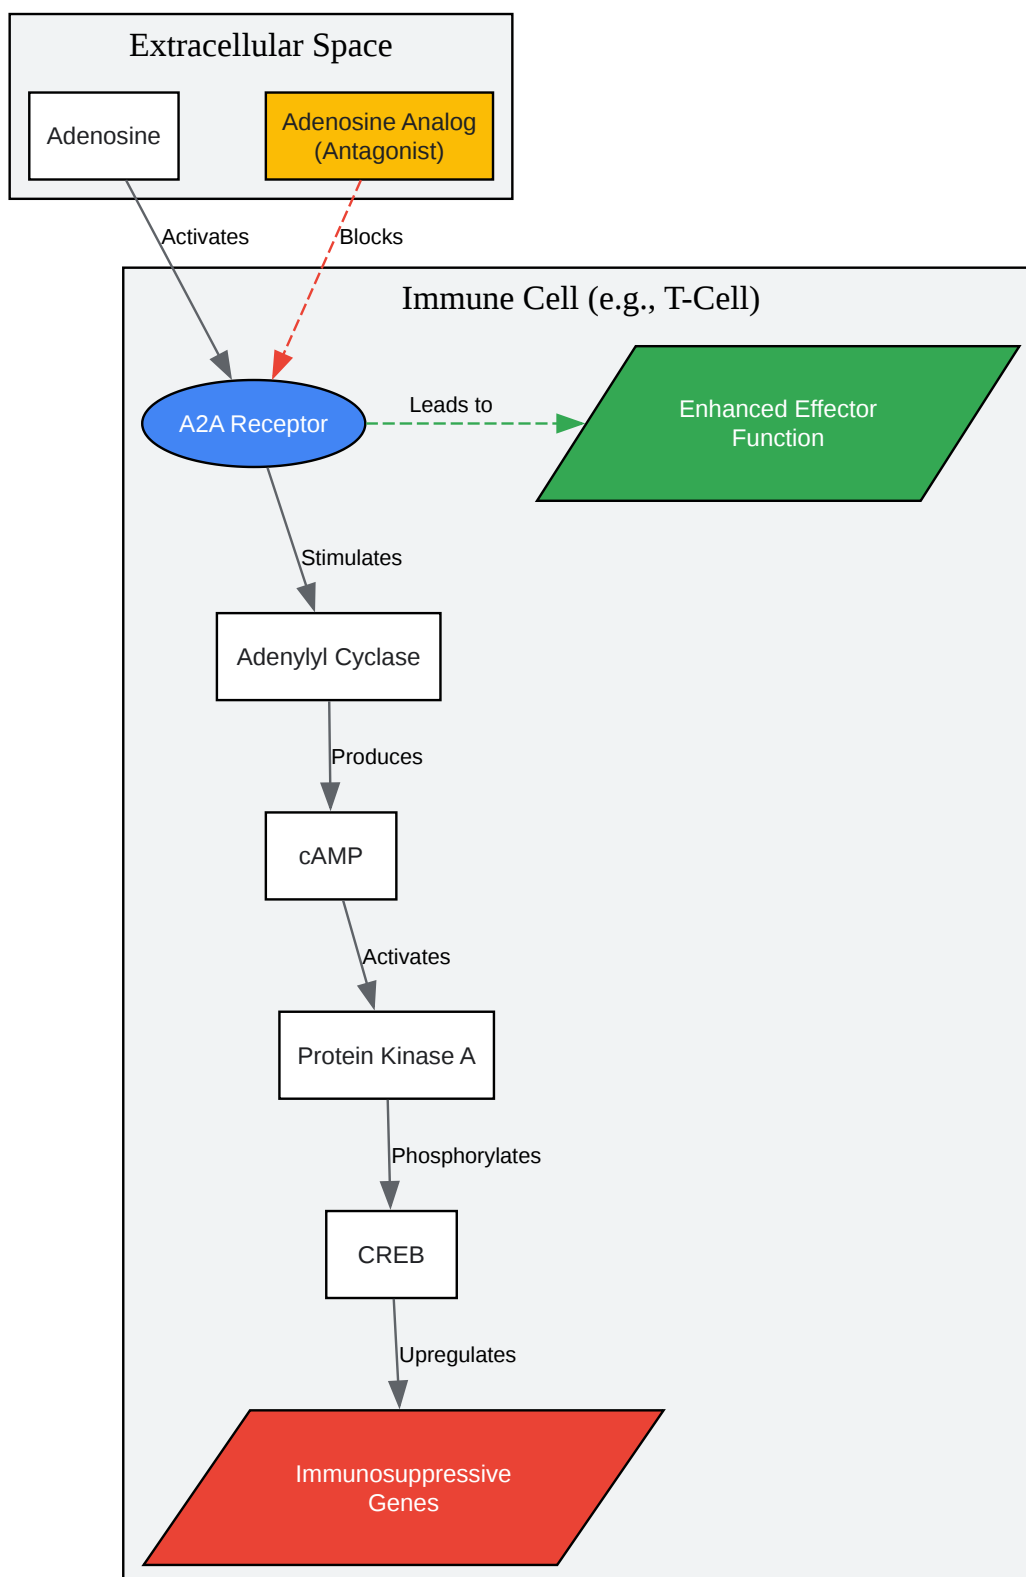 Extracellular Space
Adenosine
Adenosine Analog
(Antagonist)
Activates
Blocks
Immune Cell (e.g., T-Cell)
A2A Receptor
Leads to
Enhanced Effector
Function
Stimulates
Adenylyl Cyclase
Produces
cAMP
Activates
Protein Kinase A
Phosphorylates
CREB
Upregulates
Immunosuppressive
Genes